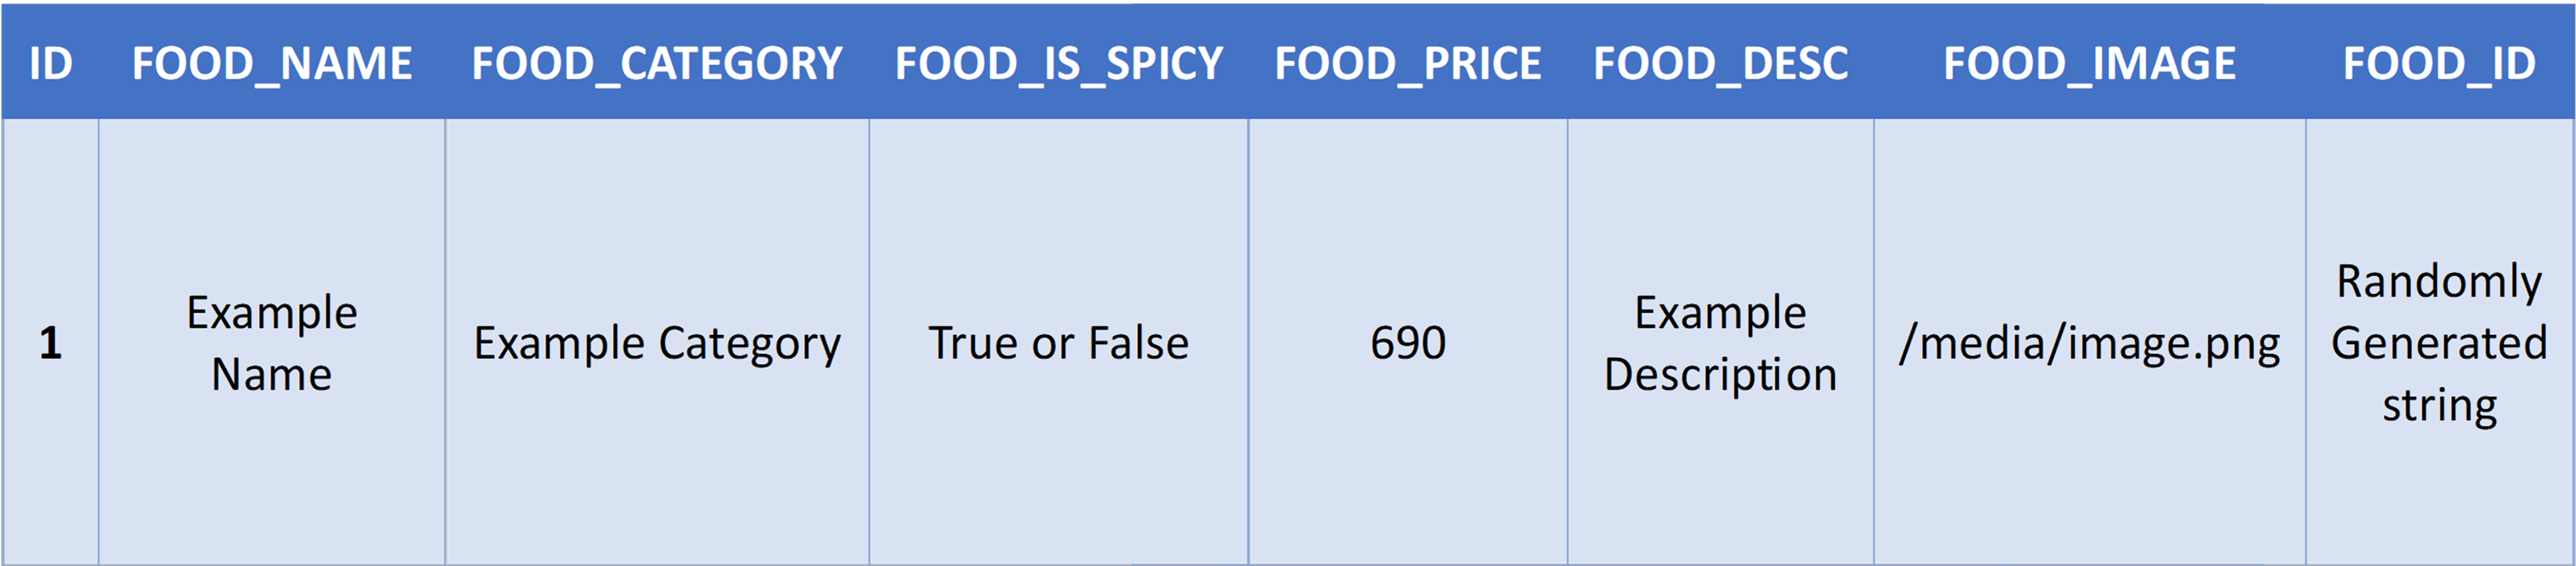 ID FOOD_NAME FOOD_CATEGORY FOOD_IS_SPICY FOOD_PRICE FOOD_DESC FOOD_IMAGE FOOD_ID
1
Example
Name
Example Category
True or False
690
Example
Description
/media/image.png
Randomly
Generated
string